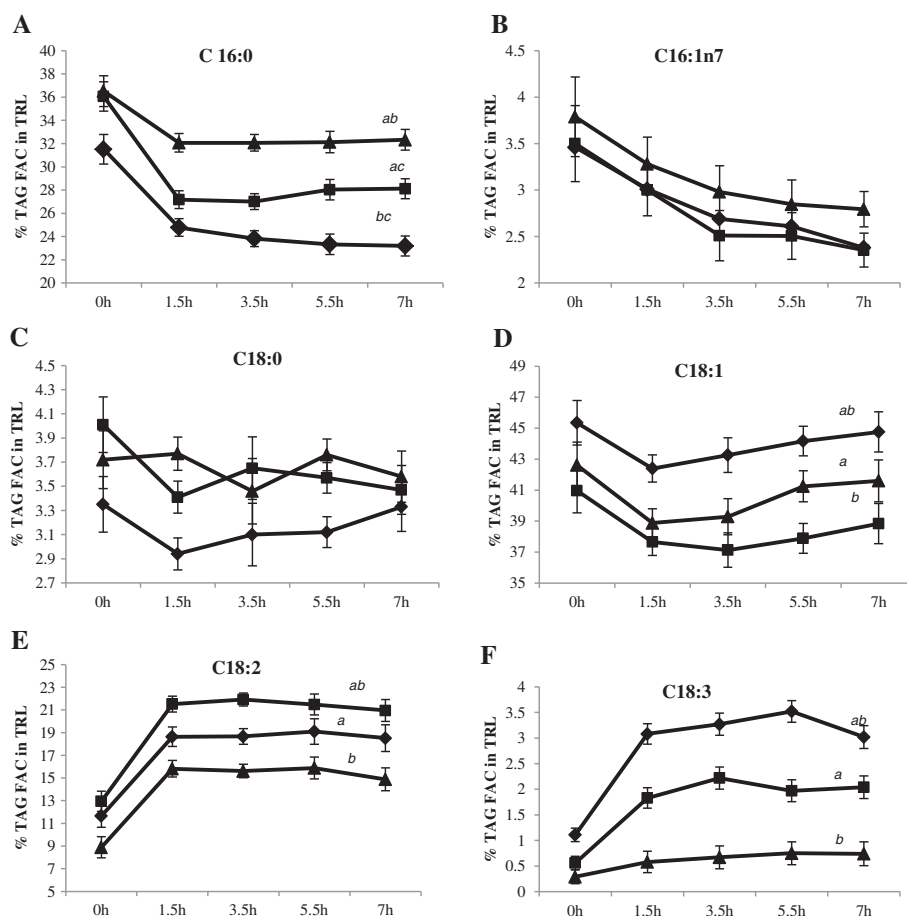 A
C 16:0
% TAG FAC in TRL
40
38
36
34
32
30
28
26
24
22
20
ab
ac
bc
0h 1.5h 3.5h 5.5h 7h
B
C16:1n7
% TAG FAC in TRL
4.5
4
3.5
3
2.5
2
0h 1.5h 3.5h 5.5h 7h
C
C18:0
% TAG FAC in TRL
4.5
4.3
4.1
3.9
3.7
3.5
3.3
3.1
2.9
2.7
0h 1.5h 3.5h 5.5h 7h
D
C18:1
% TAG FAC in TRL
49
47
45
43
41
39
37
35
ab
a
b
0h 1.5h 3.5h 5.5h 7h
E
C18:2
% TAG FAC in TRL
25
23
21
19
17
15
13
11
9
7
5
ab
a
b
0h 1.5h 3.5h 5.5h 7h
F
C18:3
% TAG FAC in TRL
4
3.5
3
2.5
2
1.5
1
0.5
0
ab
a
b
0h 1.5h 3.5h 5.5h 7h